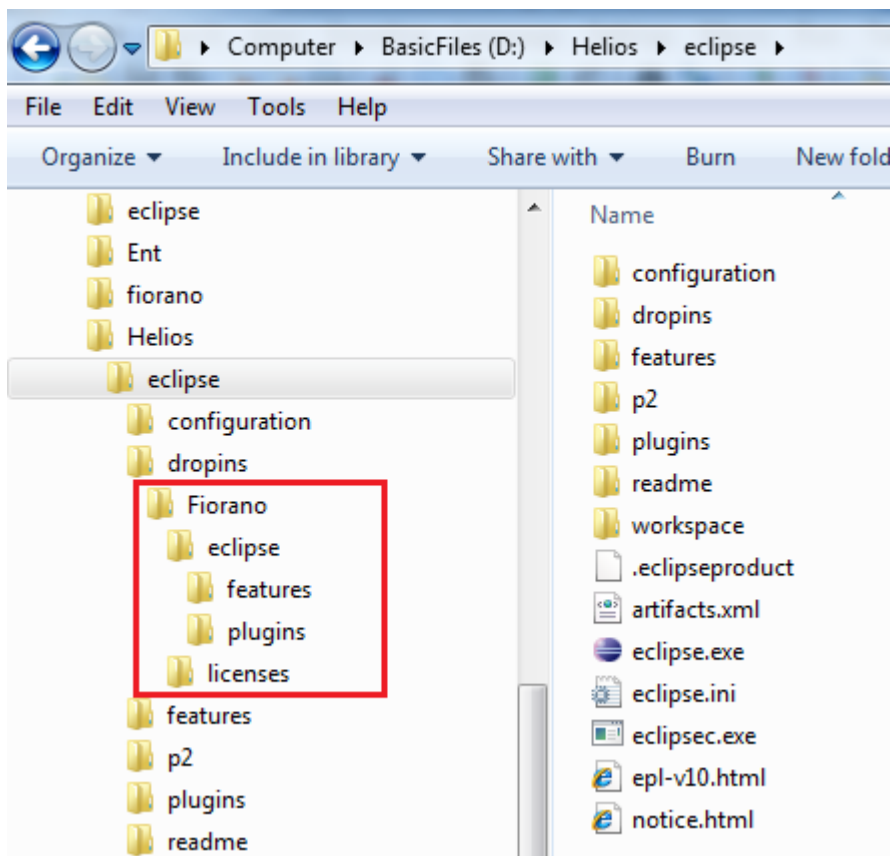 Computer BasicFiles (D:) Helios eclipse
File Edit View Tools Help
Organize Include in library Share with Burn New fold
eclipse
Ent
fiorano
Helios
eclipse
configuration
dropins
Fiorano
eclipse
features
plugins
licenses
features
p2
plugins
readme
Name
configuration
dropins
features
p2
plugins
readme
workspace
.eclipseproduct
artifacts.xml
eclipse.exe
eclipse.ini
eclipsec.exe
epl-v10.html
notice.html